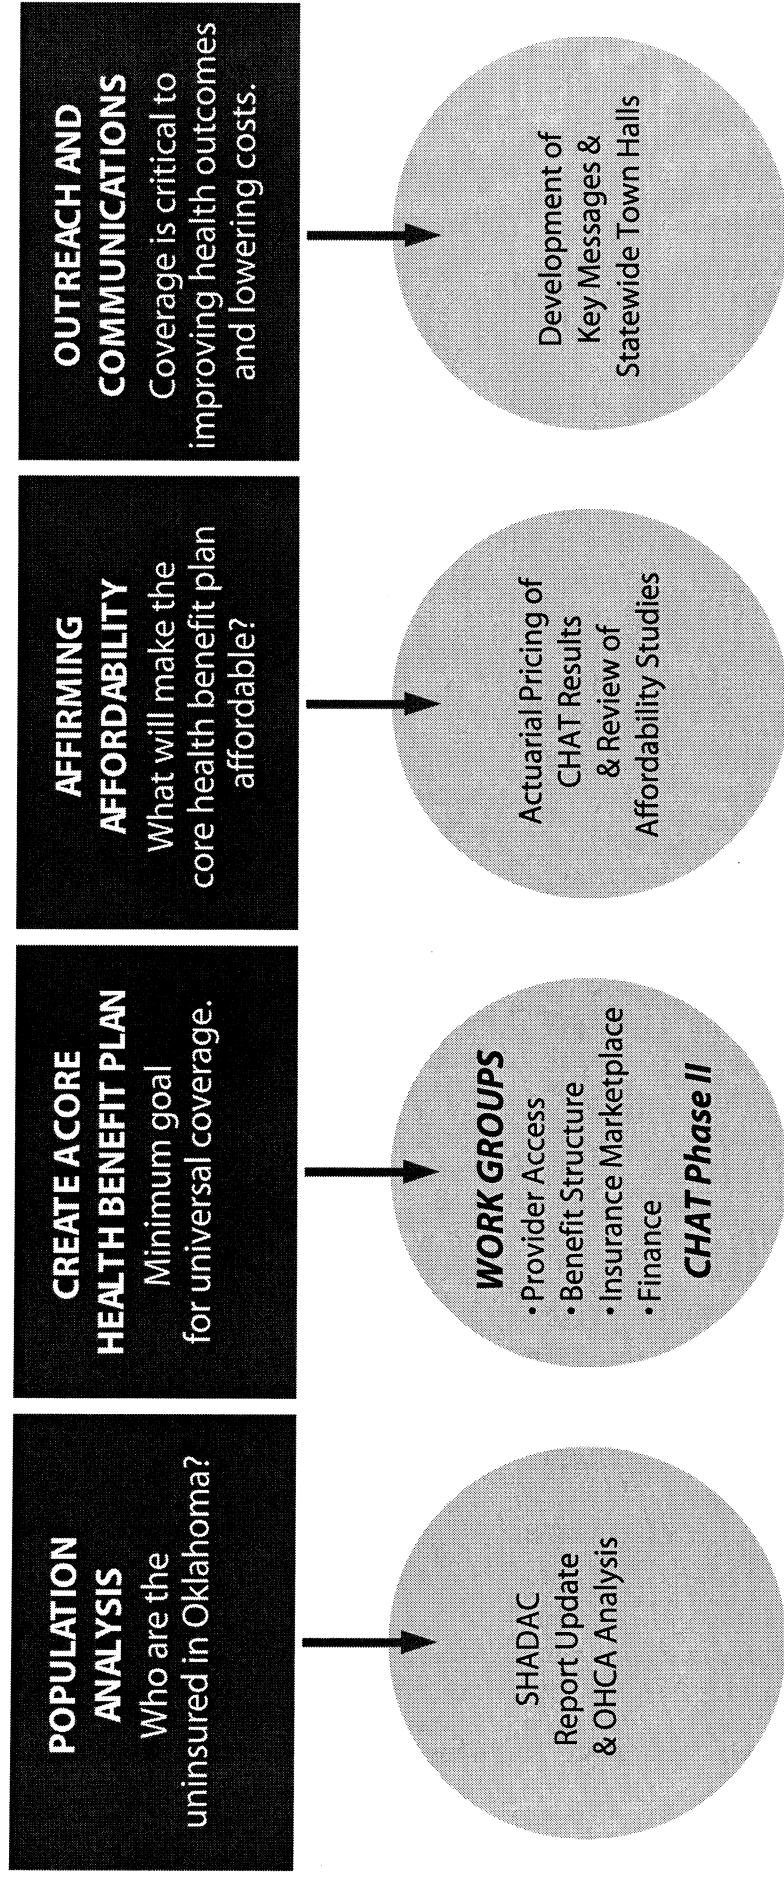 POPULATION
ANALYSIS
Who are the
uninsured in Oklahoma?
SHADAC
Report Update
& OHCA Analysis
CREATE A CORE
HEALTH BENEFIT PLAN
Minimum goal
for universal coverage.
WORK GROUPS
• Provider Access
• Benefit Structure
• Insurance Marketplace
• Finance
CHAT Phase II
AFFIRMING
AFFORDABILITY
What will make the
core health benefit plan
affordable?
Actuarial Pricing of
CHAT Results
& Review of
Affordability Studies
OUTREACH AND
COMMUNICATIONS
Coverage is critical to
improving health outcomes
and lowering costs.
Development of
Key Messages &
Statewide Town Halls